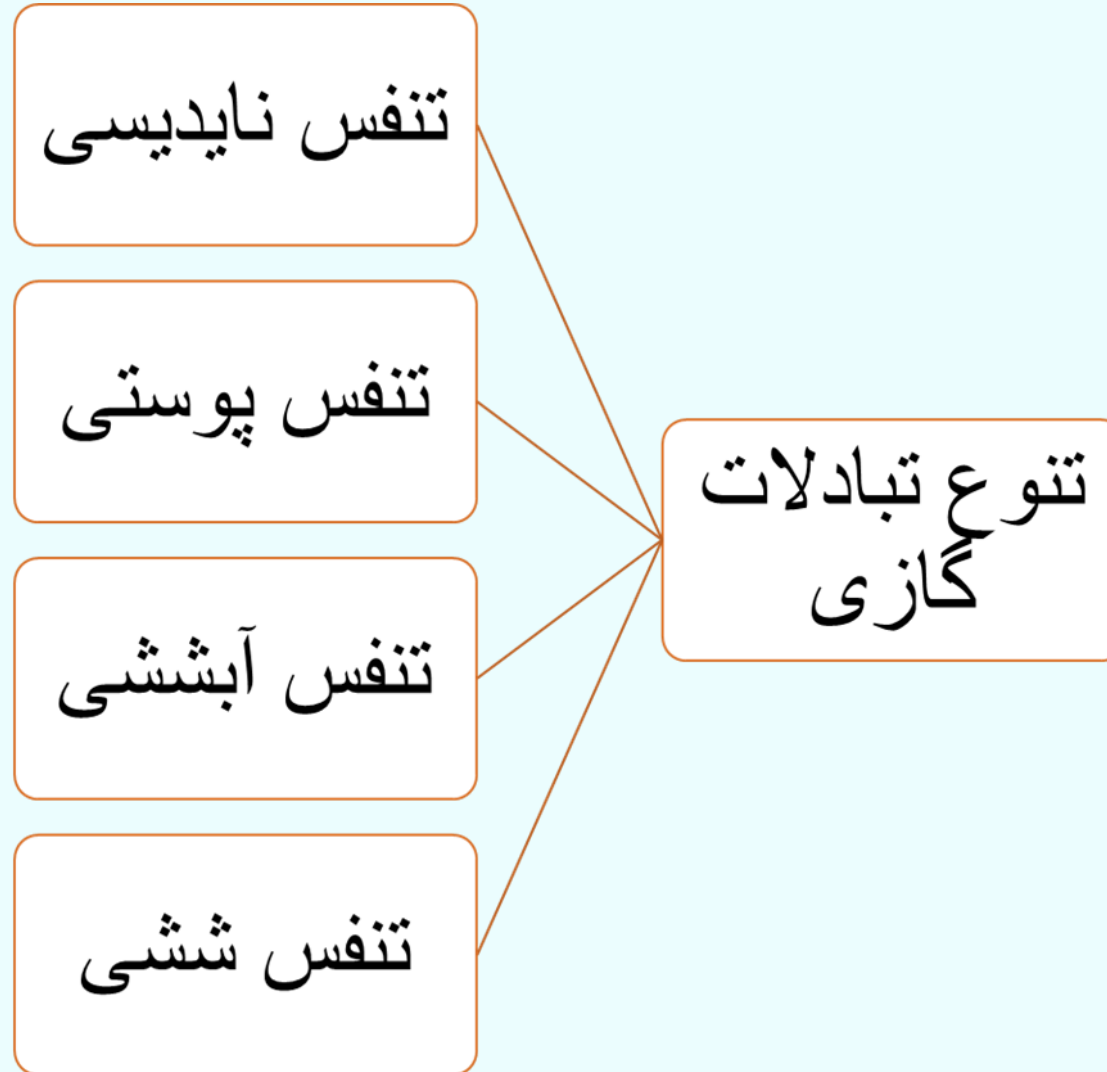 تنوع تبادلات
گازی
تنفس نایدیسی
تنفس پوستی
تنفس آبششی
تنفس ششی